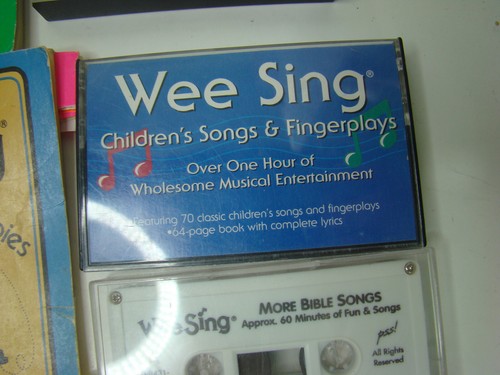 Wee Sing®
Children's Songs & Fingerplays
Over One Hour of
Wholesome Musical Entertainment
Featuring 70 classic children's songs and fingerplays
•64-page book with complete lyrics
Wee Sing®
MORE BIBLE SONGS
Approx. 60 Minutes of Fun & Songs
pss!
All Rights
Reserved